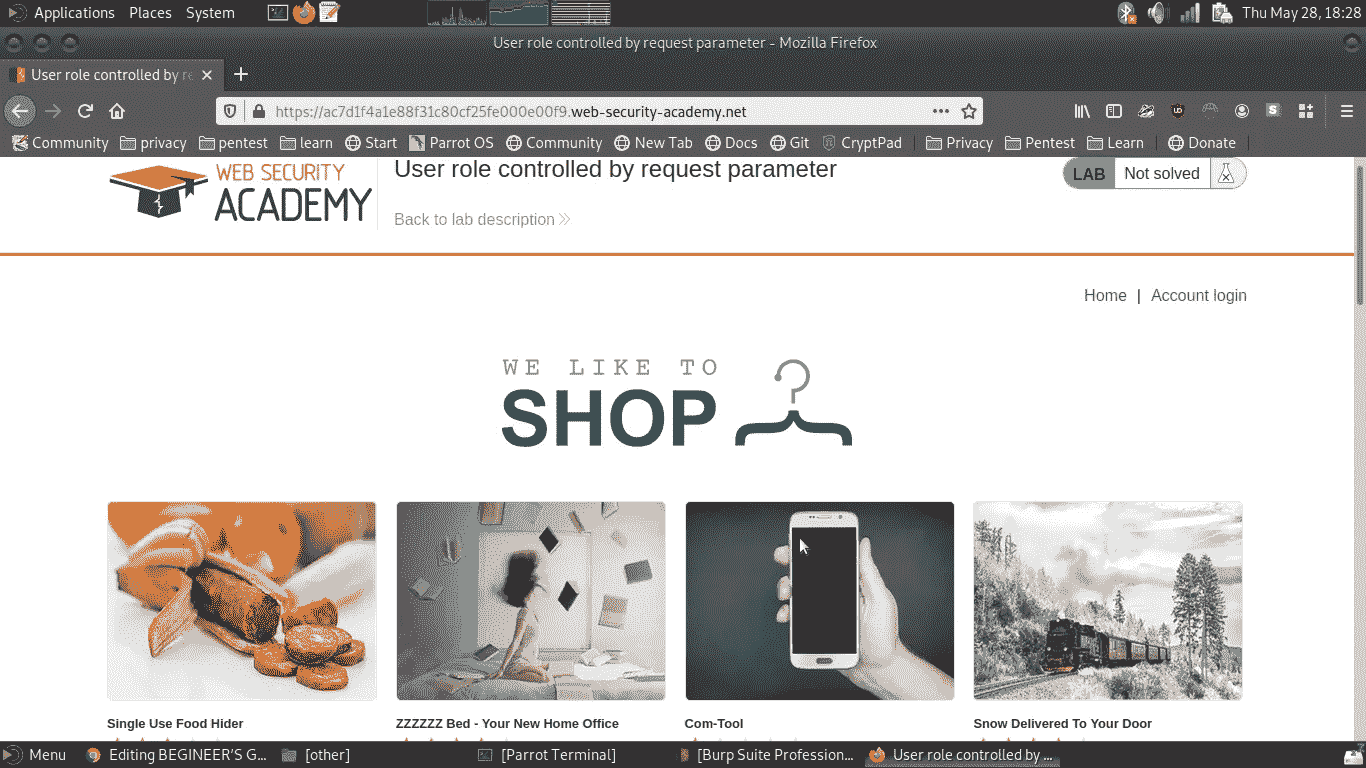 Applications Places System Thu May 28, 18:28
User role controlled by request parameter - Mozilla Firefox
User role controlled by re
https://ac7d1f4a1e88f31c80cf25fe000e00f9.web-security-academy.net
Community privacy pentest learn Start Parrot OS Community New Tab Docs Git CryptPad Privacy Pentest Learn Donate
WEB SECURITY
ACADEMY
User role controlled by request parameter
LAB Not solved
Back to lab description
Home | Account login
WE LIKE TO
SHOP
Single Use Food Hider ZZZZZZ Bed - Your New Home Office Com-Tool Snow Delivered To Your Door
Menu Editing BEGINEER’S G... [other] [Parrot Terminal] [Burp Suite Profession... User role controlled by ...